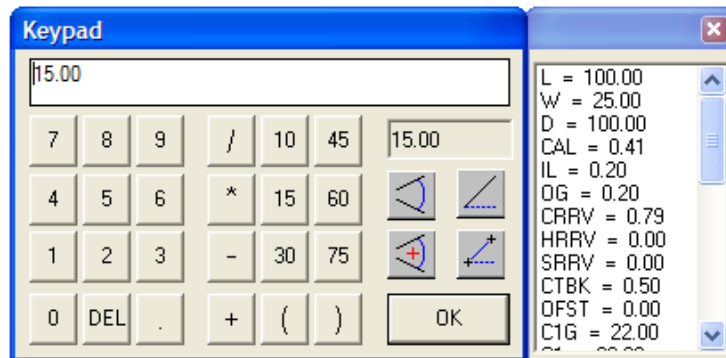 Keypad
15.00
7 8 9 / 10 45 15.00
4 5 6 * 15 60
1 2 3 - 30 75
0 DEL . + ( ) OK
L = 100.00
W = 25.00
D = 100.00
CAL = 0.41
IL = 0.20
OG = 0.20
CRRV = 0.79
HRRV = 0.00
SRRV = 0.00
CTBK = 0.50
OFST = 0.00
C1G = 22.00